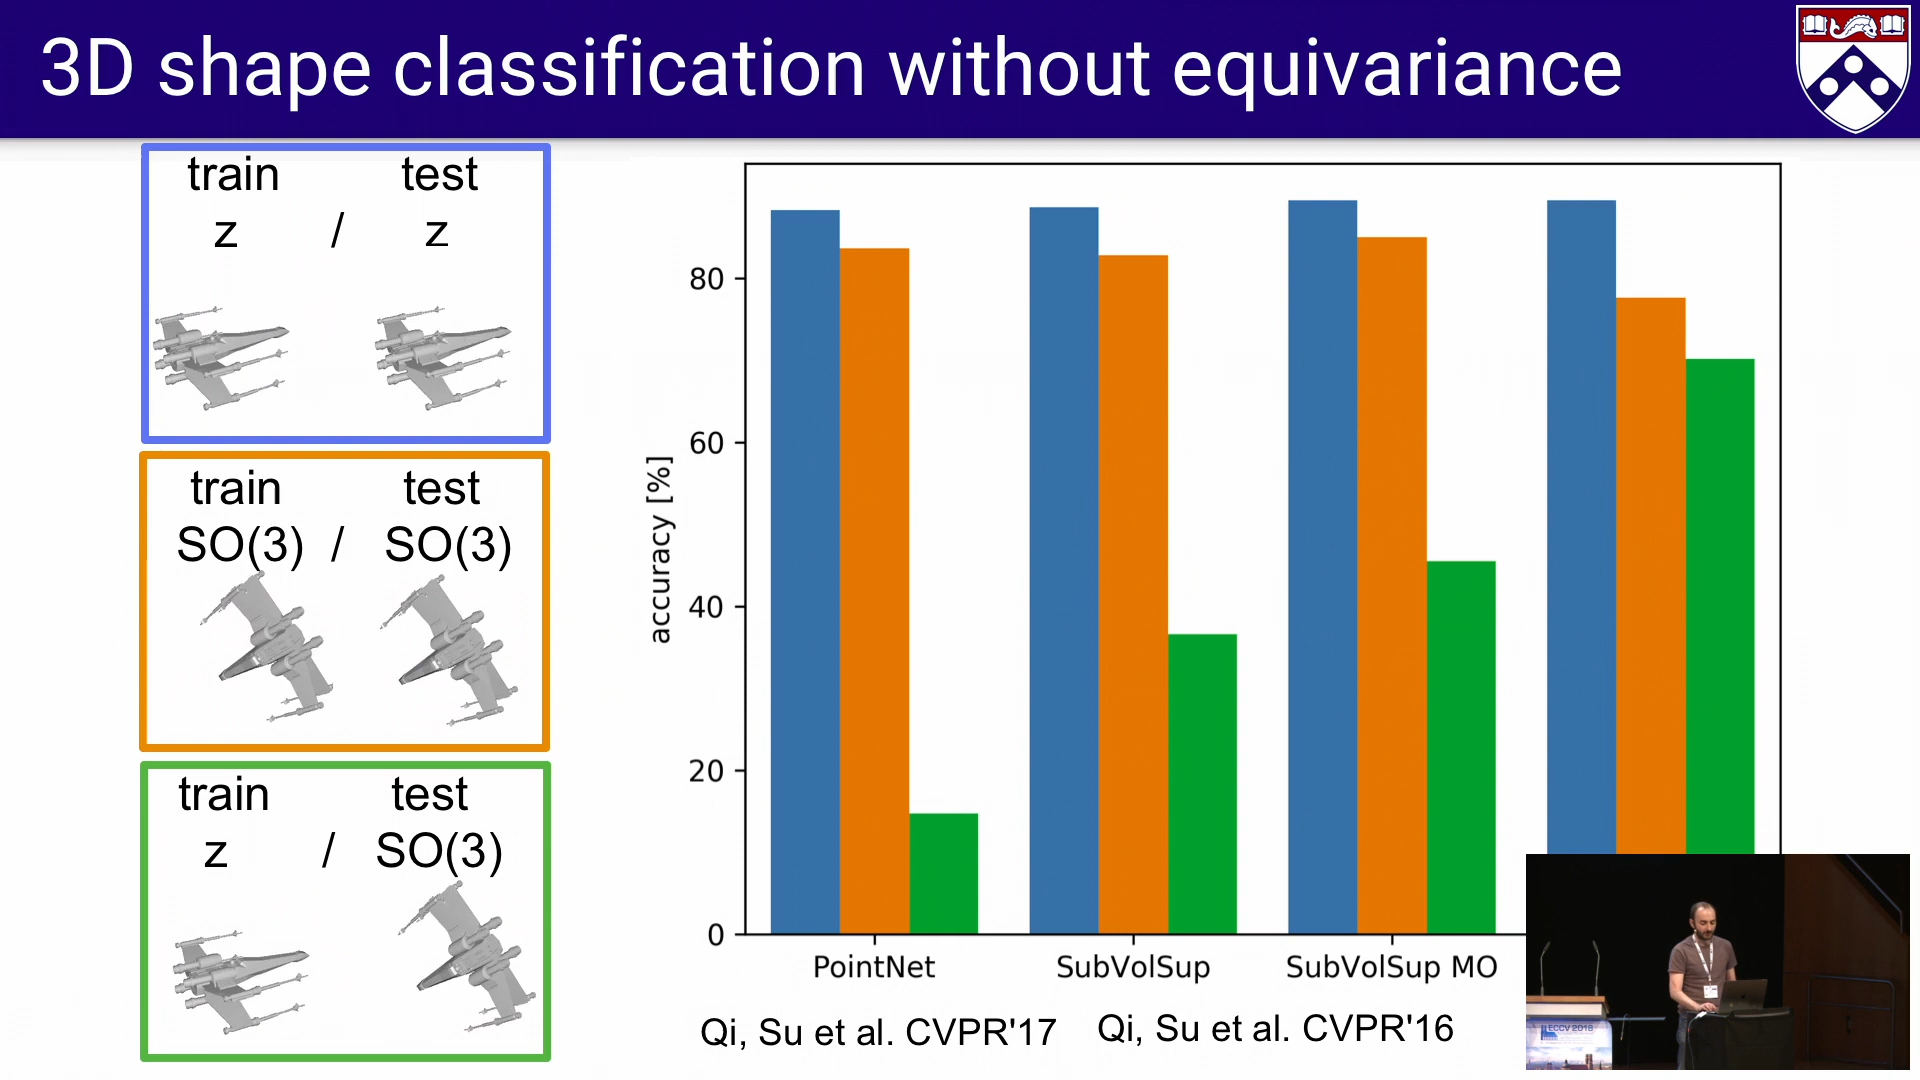 3D shape classification without equivariance
train test
z / z
train test
SO(3) / SO(3)
train test
z / SO(3)
accuracy [%]
80
60
40
20
0
PointNet SubVolSup SubVolSup MO
Qi, Su et al. CVPR'17 Qi, Su et al. CVPR'16
ECCV 2018